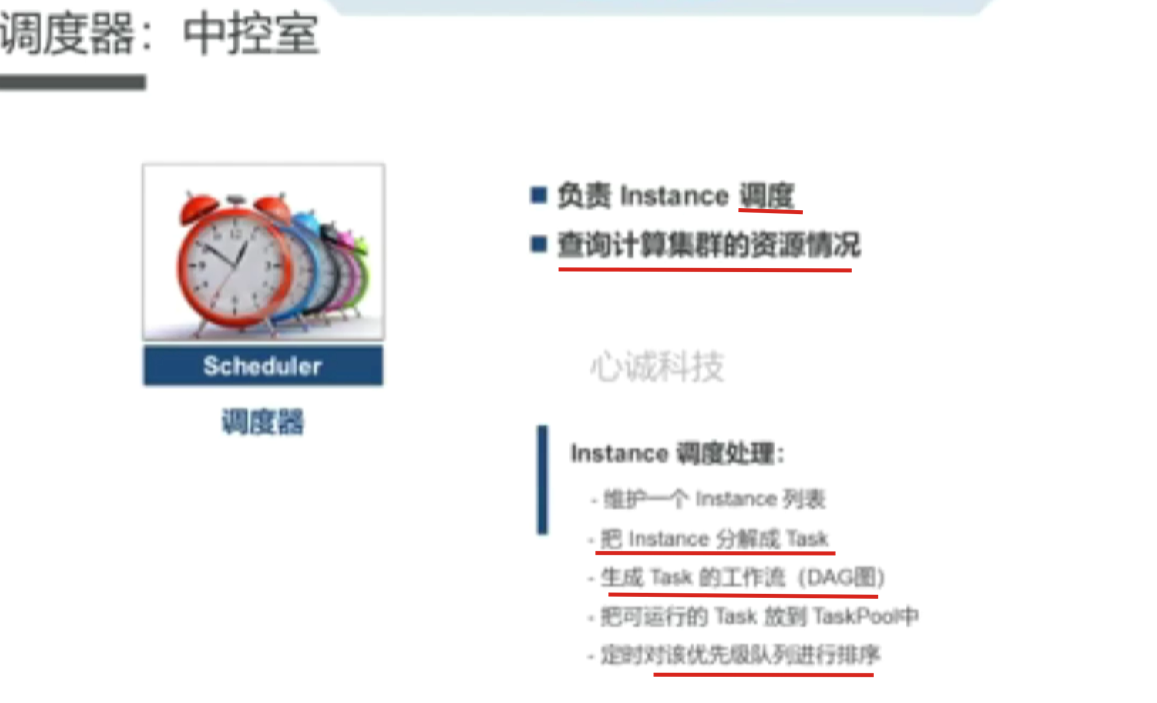 调度器：中控室
负责 Instance 调度
查询计算集群的资源情况
Scheduler
调度器
心诚科技
Instance 调度处理：
- 维护一个 Instance 列表
- 把 Instance 分解成 Task
- 生成 Task 的工作流（DAG图）
- 把可运行的 Task 放到 TaskPool中
- 定时对该优先级队列进行排序